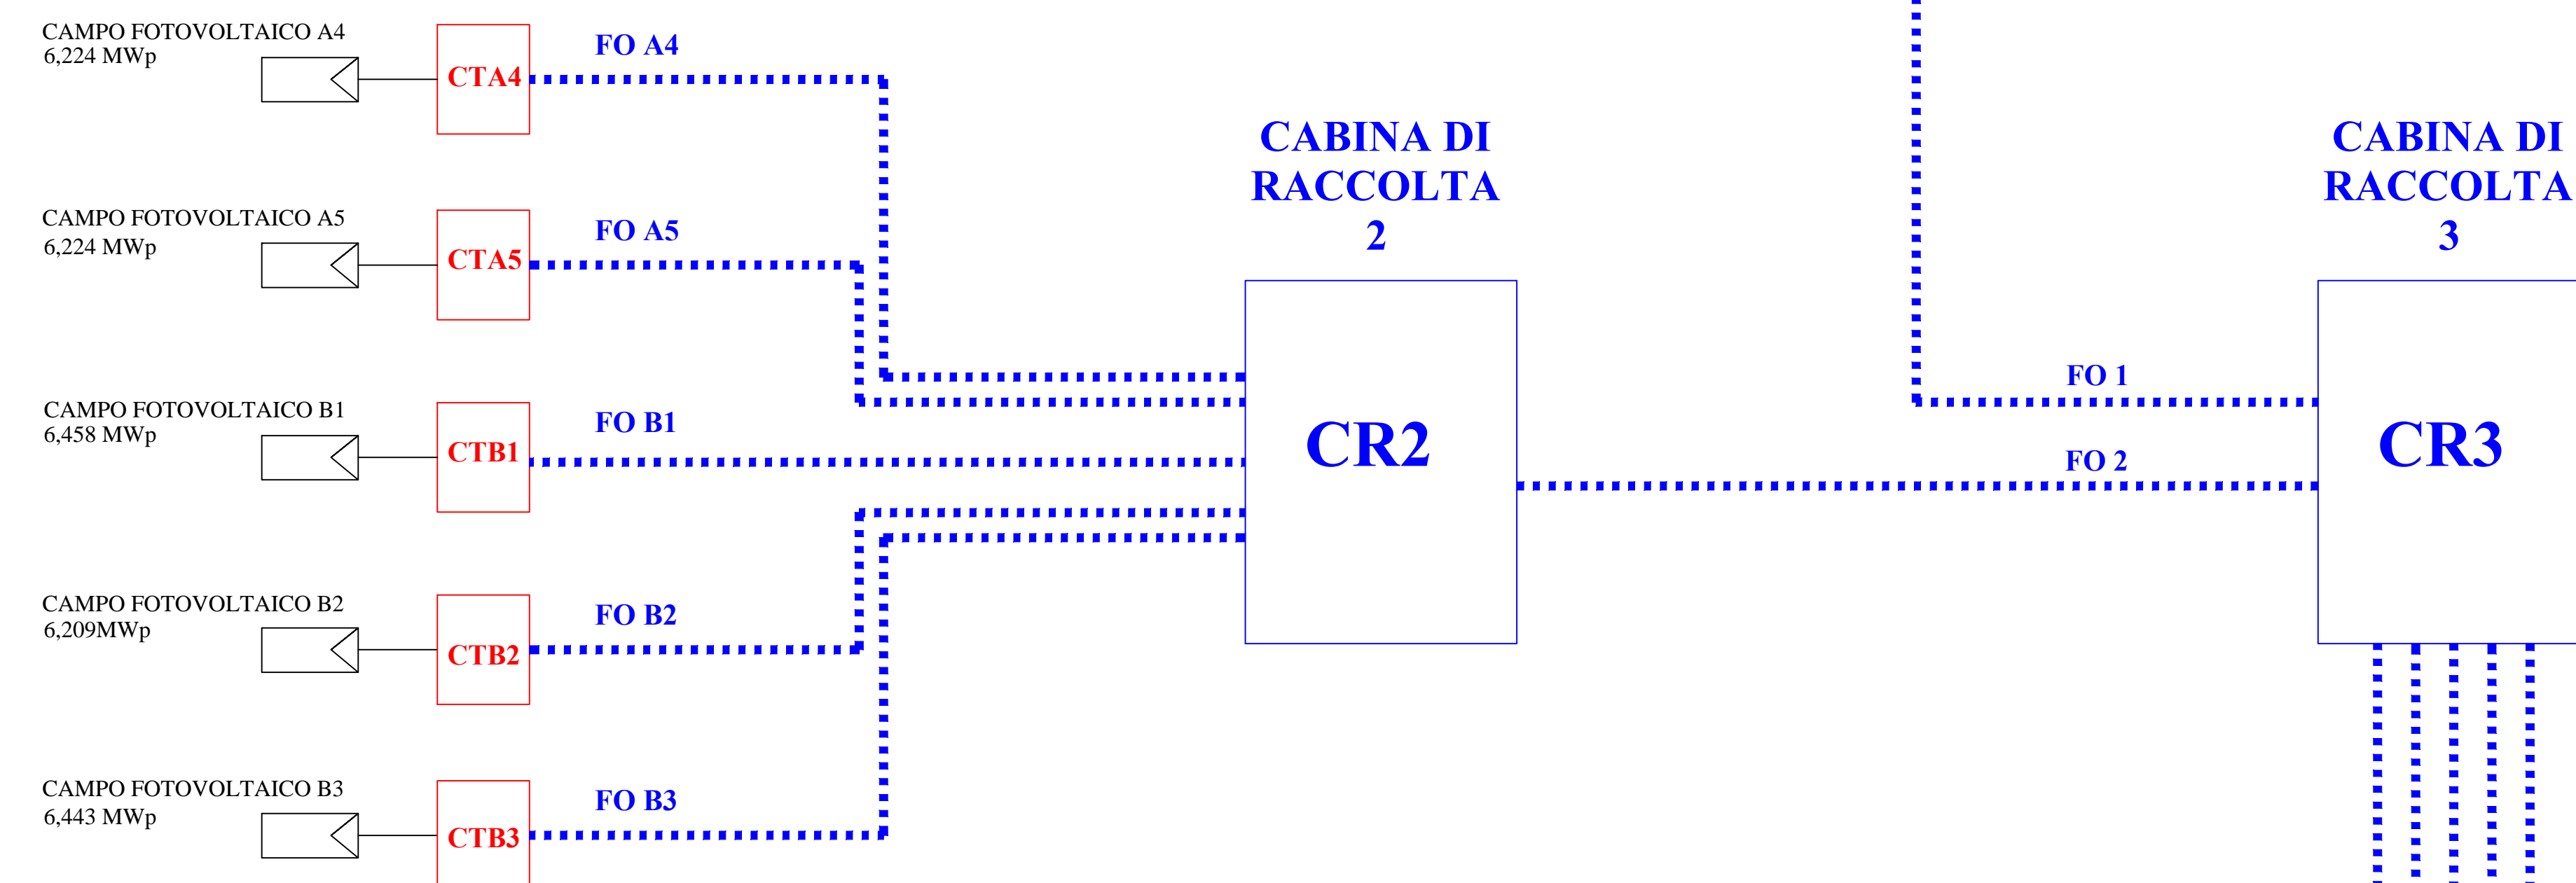 CAMPO FOTOVOLTAICO A4
6,224 MWp
CTA4
FO A4
CAMPO FOTOVOLTAICO A5
6,224 MWp
CTA5
FO A5
CAMPO FOTOVOLTAICO B1
6,458 MWp
CTB1
FO B1
CAMPO FOTOVOLTAICO B2
6,209MWp
CTB2
FO B2
CAMPO FOTOVOLTAICO B3
6,443 MWp
CTB3
FO B3
CABINA DI
RACCOLTA
2
CR2
FO 1
FO 2
CABINA DI
RACCOLTA
3
CR3